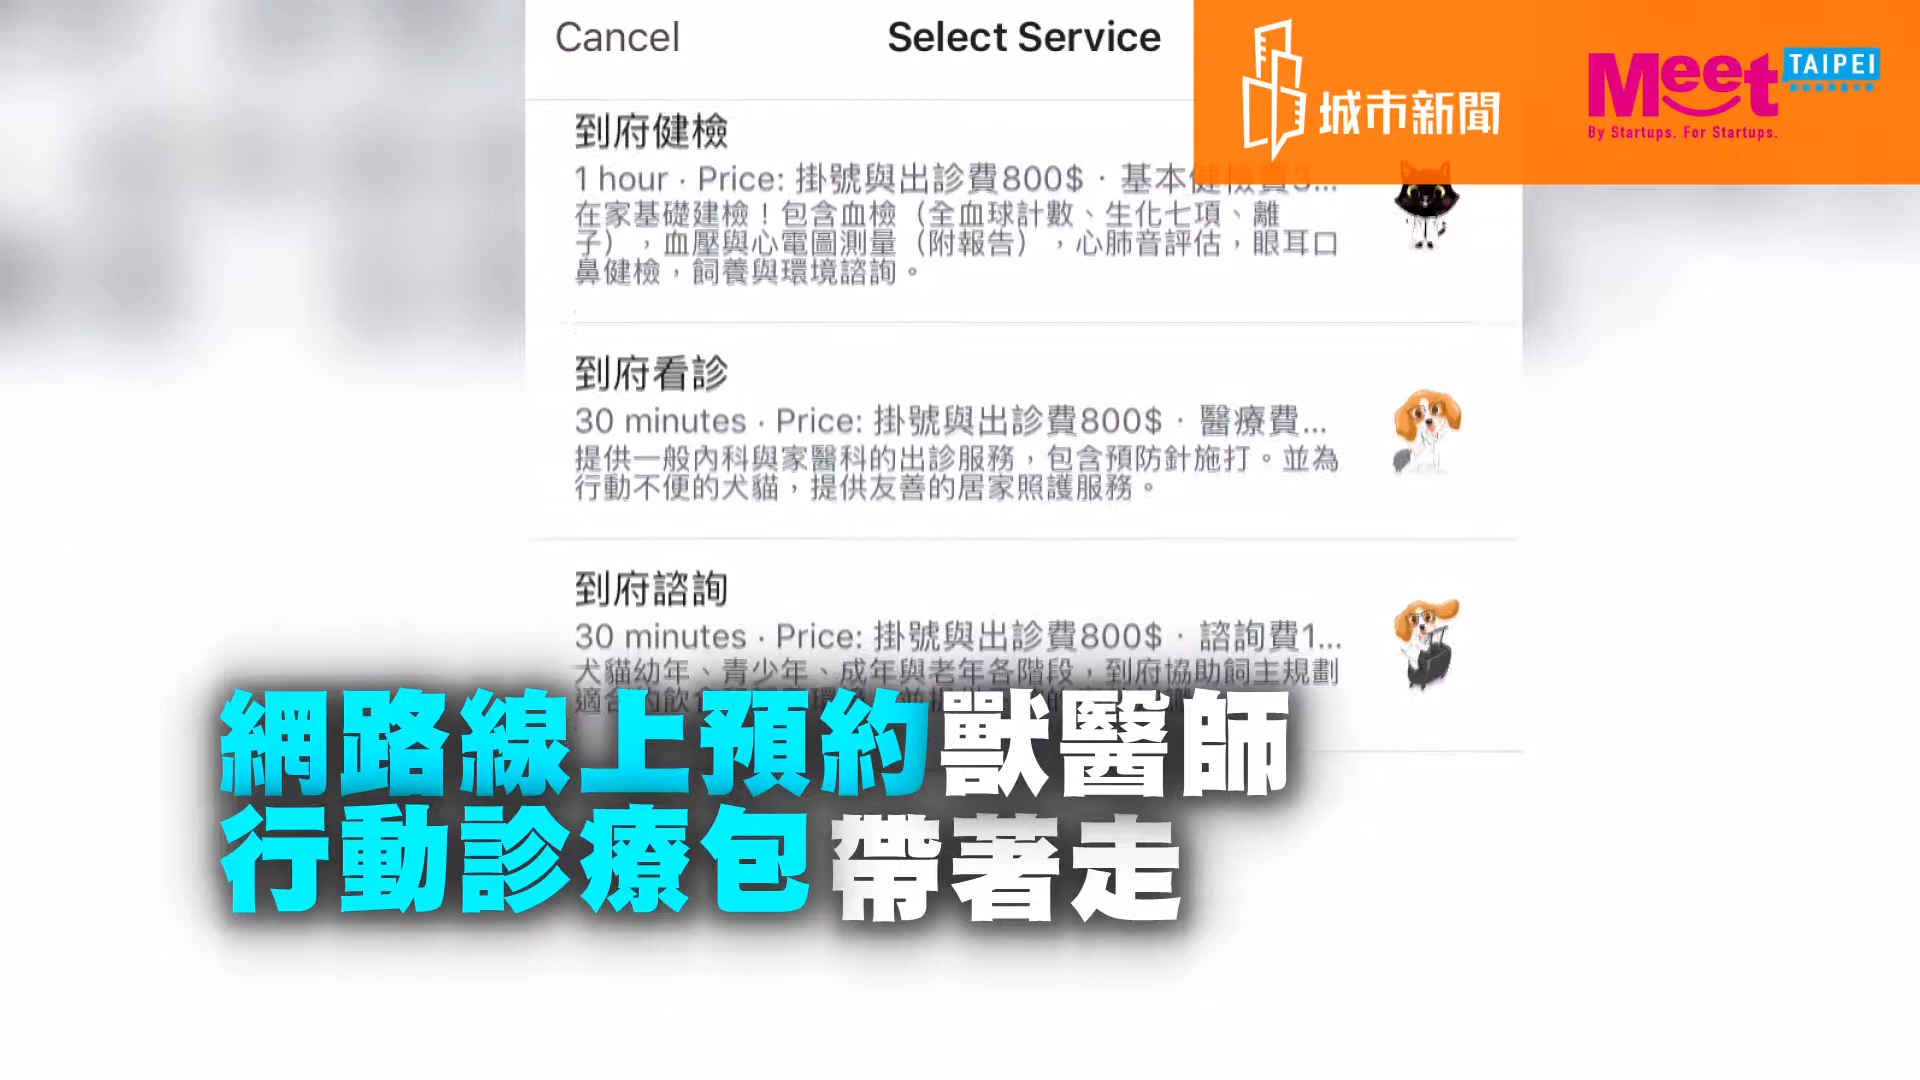 Cancel
Select Service
城市新聞
Meet TAIPEI
By Startups. For Startups.
到府健檢
1 hour · Price: 掛號與出診費800$ · 基本健檢費3...
在家基礎建檢！包含血檢（全血球計數、生化七項、離
子），血壓與心電圖測量（附報告），心肺音評估，眼耳口
鼻健檢，飼養與環境諮詢。
到府看診
30 minutes · Price: 掛號與出診費800$ · 醫療費...
提供一般內科與家醫科的出診服務，包含預防針施打。並為
行動不便的犬貓，提供友善的居家照護服務。
到府諮詢
30 minutes · Price: 掛號與出診費800$ · 諮詢費1...
犬貓幼年、青少年、成年與老年各階段，到府協助飼主規劃
適合的飲食
網路線上預約獸醫師
行動診療包帶著走